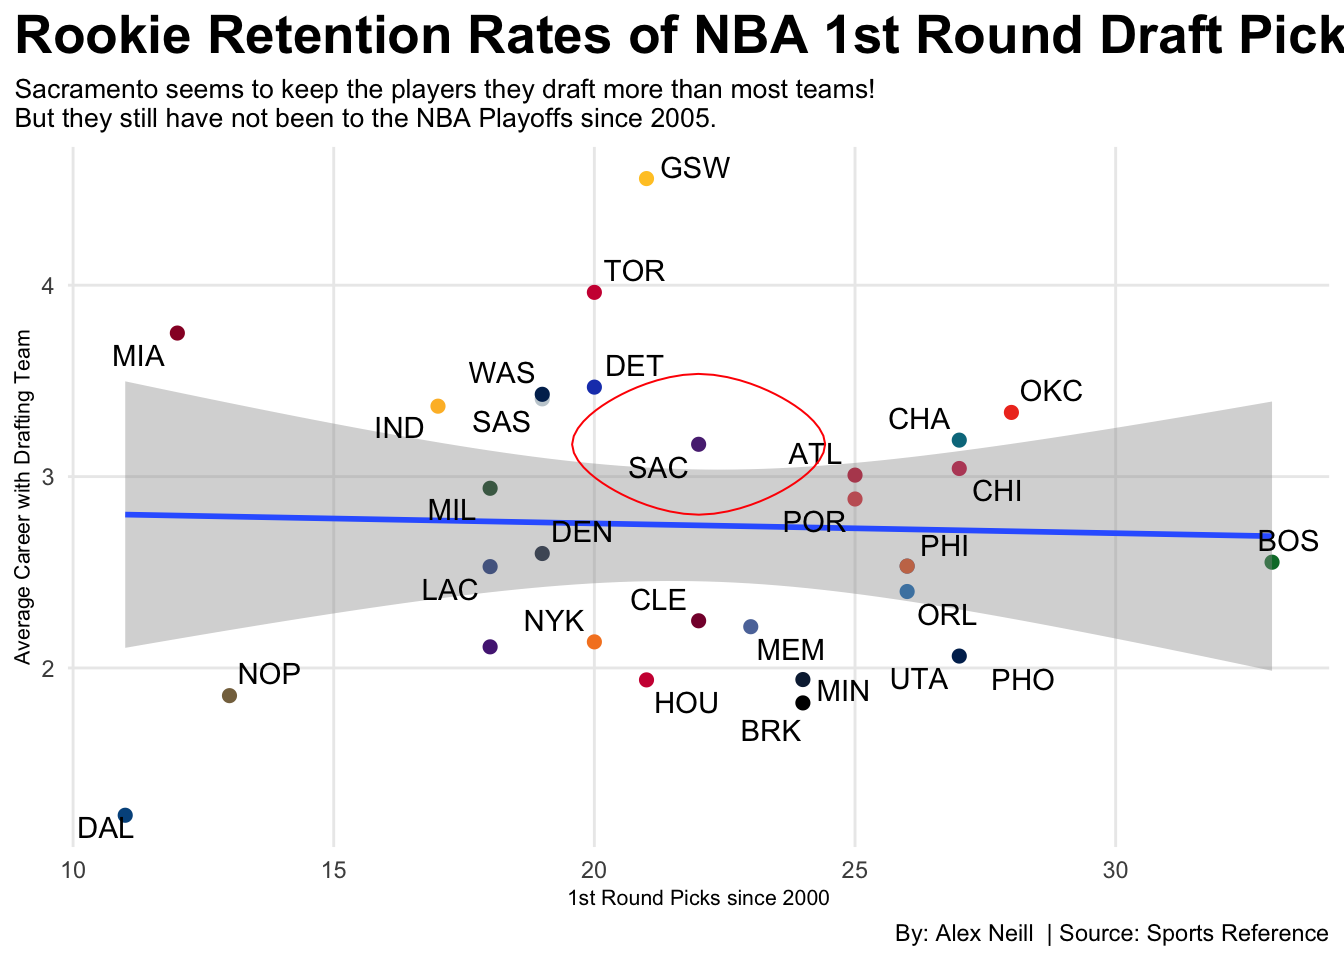 Rookie Retention Rates of NBA 1st Round Draft Pick
Sacramento seems to keep the players they draft more than most teams!
But they still have not been to the NBA Playoffs since 2005.
GSW
TOR
4
MIA
WAS
DET
OKC
SAS
IND
CHA
ATL
SAC
3
CHI
MIL
POR
DEN
BOS
PHI
LAC
CLE
NYK
ORL
MEM
2
NOP
UTA
PHO
MIN
HOU
BRK
DAL
Average Career with Drafting Team
10
15
20
25
30
1st Round Picks since 2000
By: Alex Neill | Source: Sports Reference